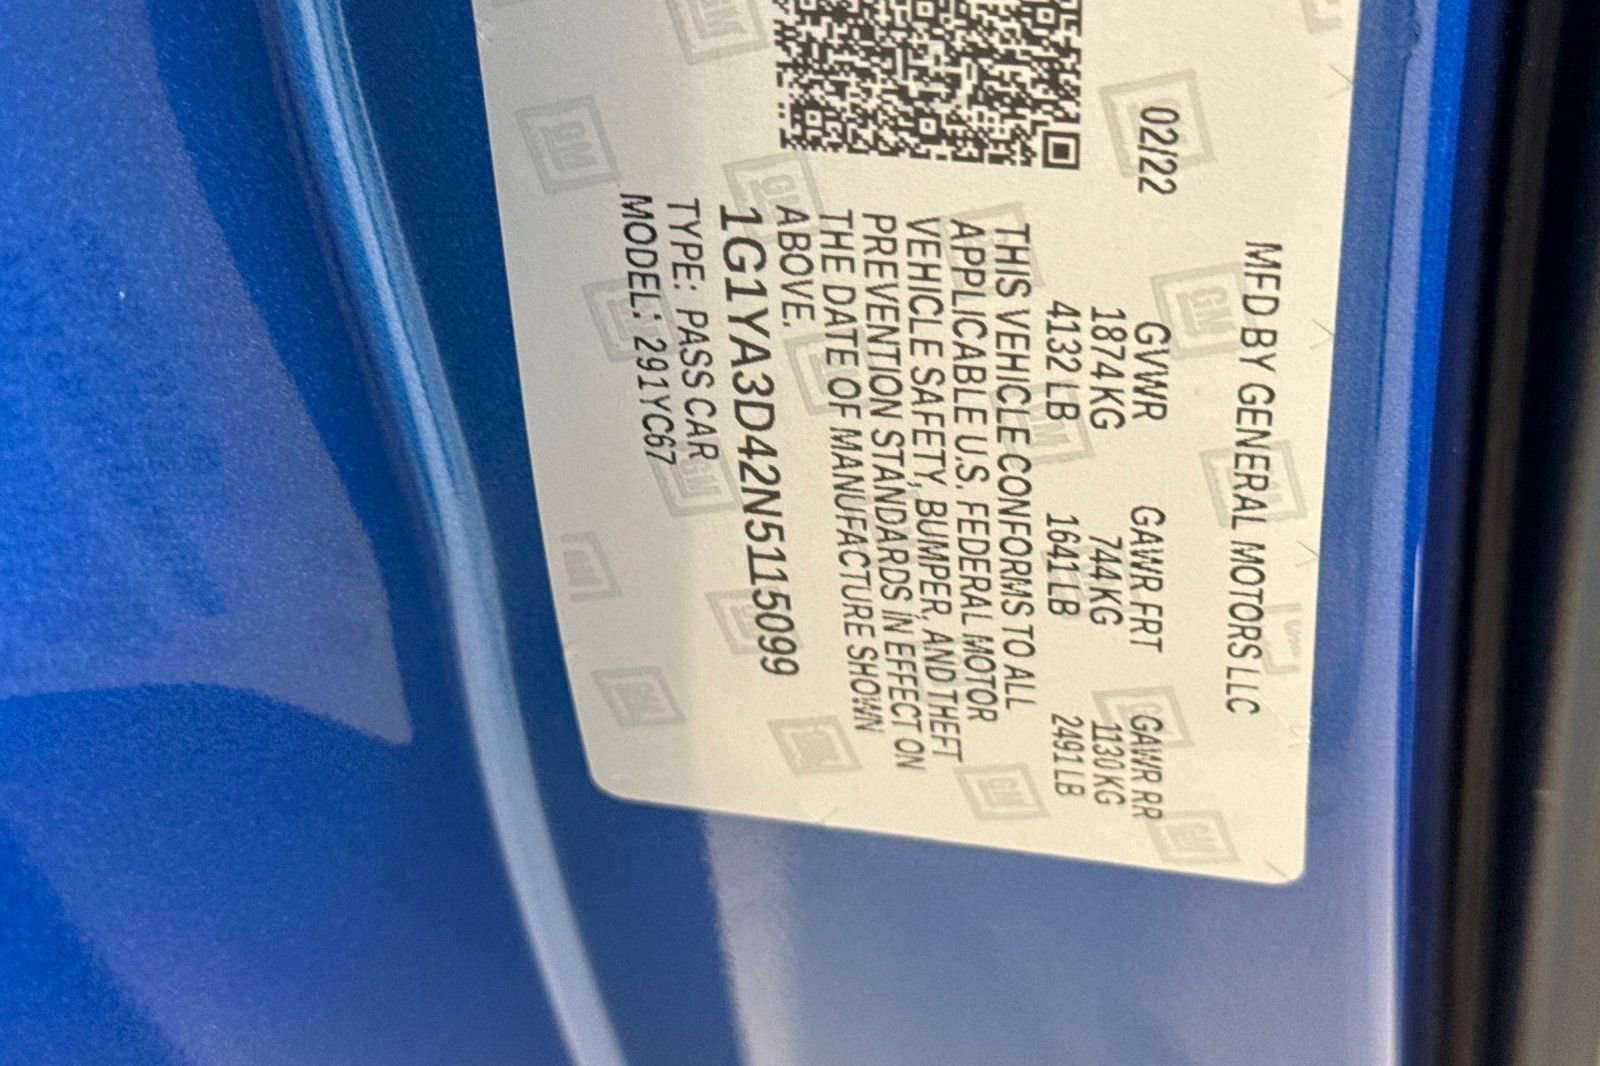 MFD BY GENERAL MOTORS LLC
02/22 GVWR GAWR FRT GAWR RR
1874 KG 744 KG 1130 KG
4132 LB 1641 LB 2491 LB
THIS VEHICLE CONFORMS TO ALL
APPLICABLE U.S. FEDERAL MOTOR
VEHICLE SAFETY, BUMPER, AND THEFT
PREVENTION STANDARDS IN EFFECT ON
THE DATE OF MANUFACTURE SHOWN
ABOVE.
1G1YA3D42N5115099
TYPE: PASS CAR
MODEL: 291YC67